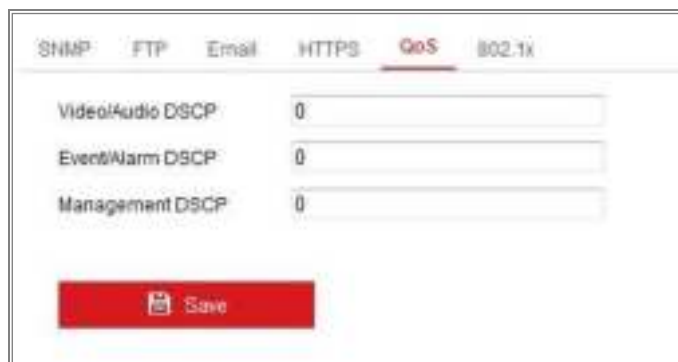 SNMP FTP Email HTTPS QoS 802.1x
Video/Audio DSCP 0
Event/Alarm DSCP 0
Management DSCP 0
Save